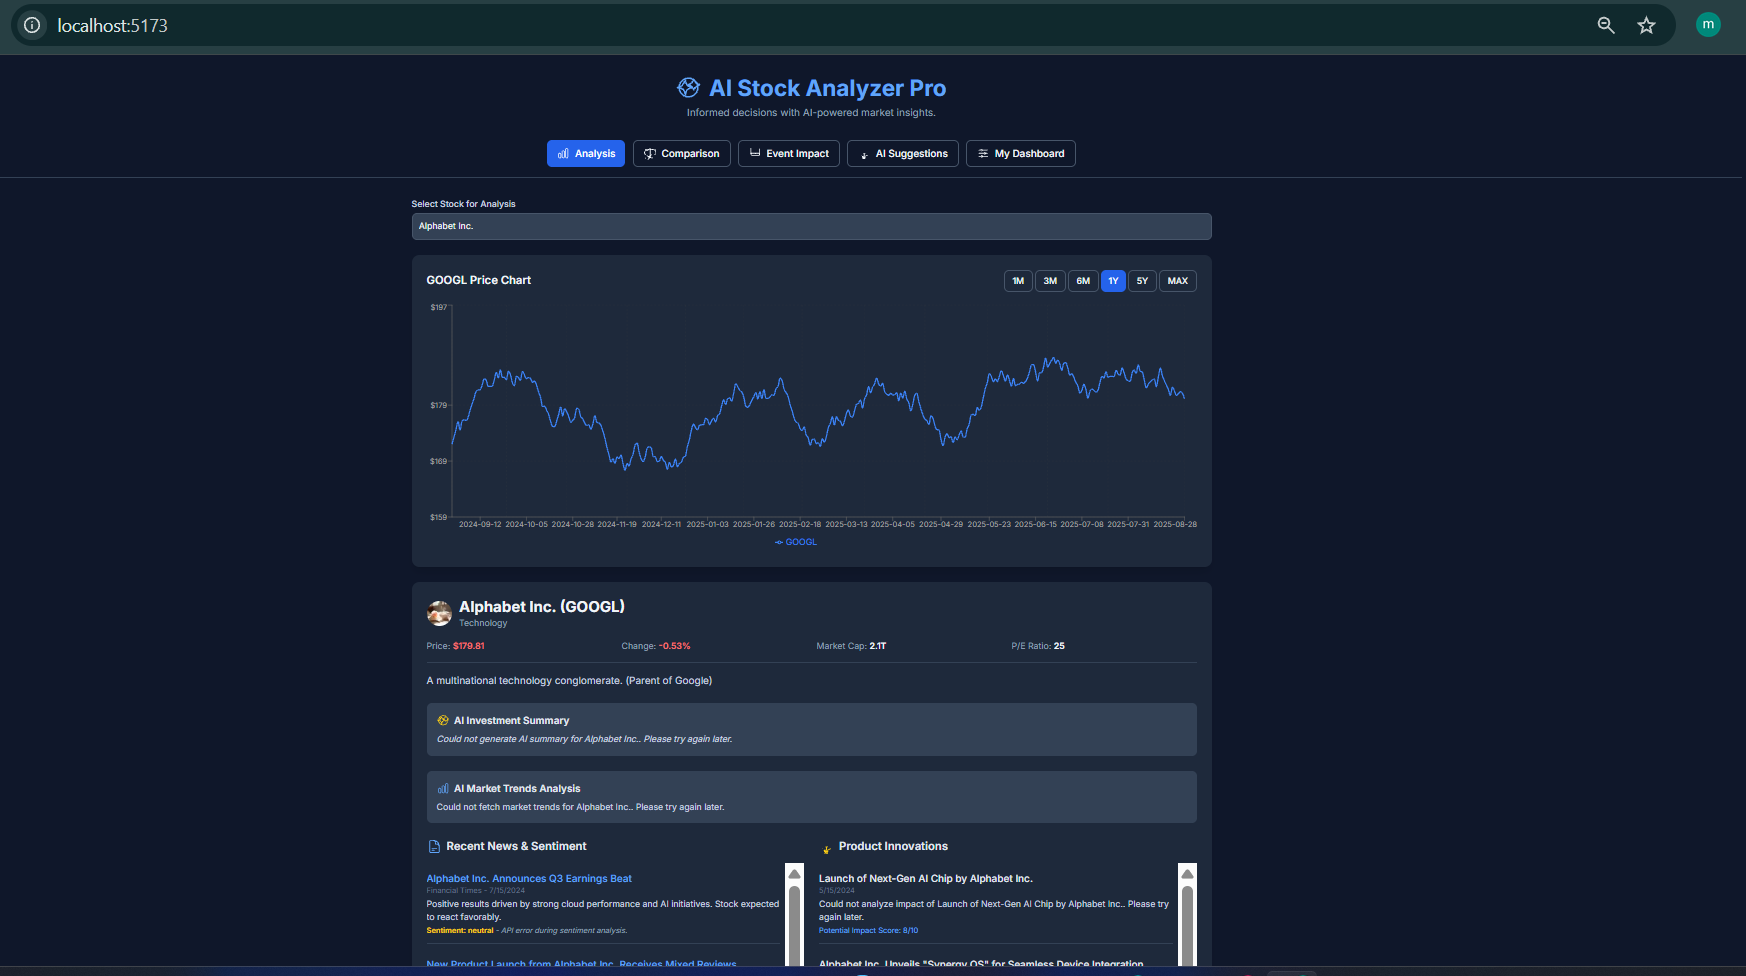 localhost:5173
m
AI Stock Analyzer Pro
Informed decisions with AI-powered market insights.
Analysis
Comparison
Event Impact
AI Suggestions
My Dashboard
Select Stock for Analysis
Alphabet Inc.
GOOGL Price Chart
1M 3M 6M 1Y 5Y MAX
$197
$179
$169
$159
2024-09-12 2024-10-05 2024-10-28 2024-11-19 2024-12-11 2025-01-03 2025-01-26 2025-02-18 2025-03-13 2025-04-05 2025-04-29 2025-05-23 2025-06-15 2025-07-08 2025-07-31 2025-08-28
GOOGL
Alphabet Inc. (GOOGL)
Technology
Price: $179.81
Change: -0.53%
Market Cap: 2.1T
P/E Ratio: 25
A multinational technology conglomerate. (Parent of Google)
AI Investment Summary
Could not generate AI summary for Alphabet Inc.. Please try again later.
AI Market Trends Analysis
Could not fetch market trends for Alphabet Inc.. Please try again later.
Recent News & Sentiment
Alphabet Inc. Announces Q3 Earnings Beat
Financial Times - 7/15/2024
Positive results driven by strong cloud performance and AI initiatives. Stock expected
to react favorably.
Sentiment: neutral - API error during sentiment analysis.
New Product Launch from Alphabet Inc. Receives Mixed Reviews
Product Innovations
Launch of Next-Gen AI Chip by Alphabet Inc.
5/15/2024
Could not analyze impact of Launch of Next-Gen AI Chip by Alphabet Inc.. Please try
again later.
Potential Impact Score: 8/10
Alphabet Inc. Unveils "Synergy OS" for Seamless Device Integration